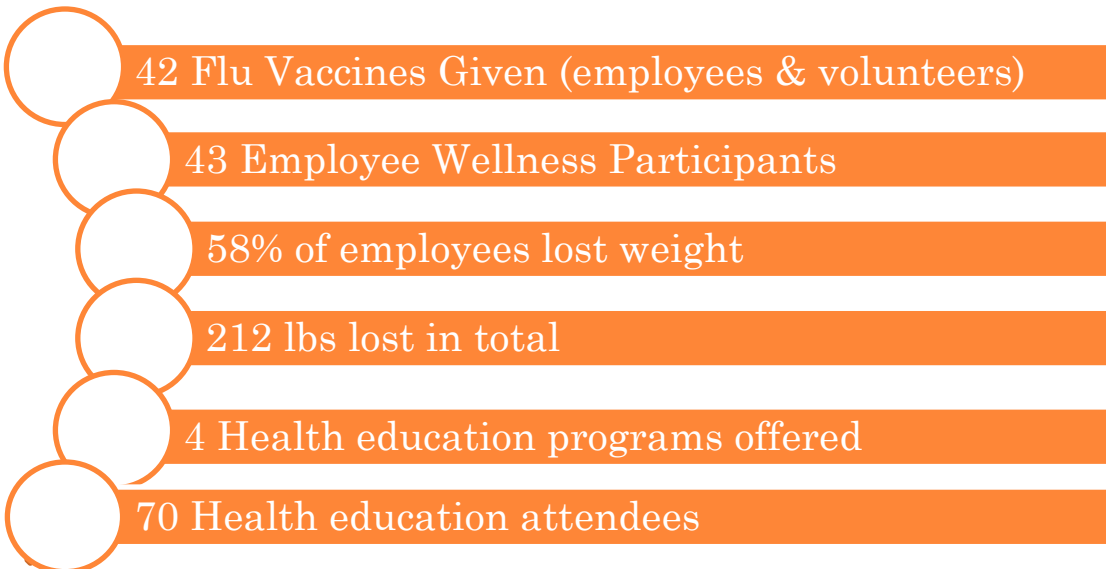 42 Flu Vaccines Given (employees & volunteers)
43 Employee Wellness Participants
58% of employees lost weight
212 lbs lost in total
4 Health education programs offered
70 Health education attendees